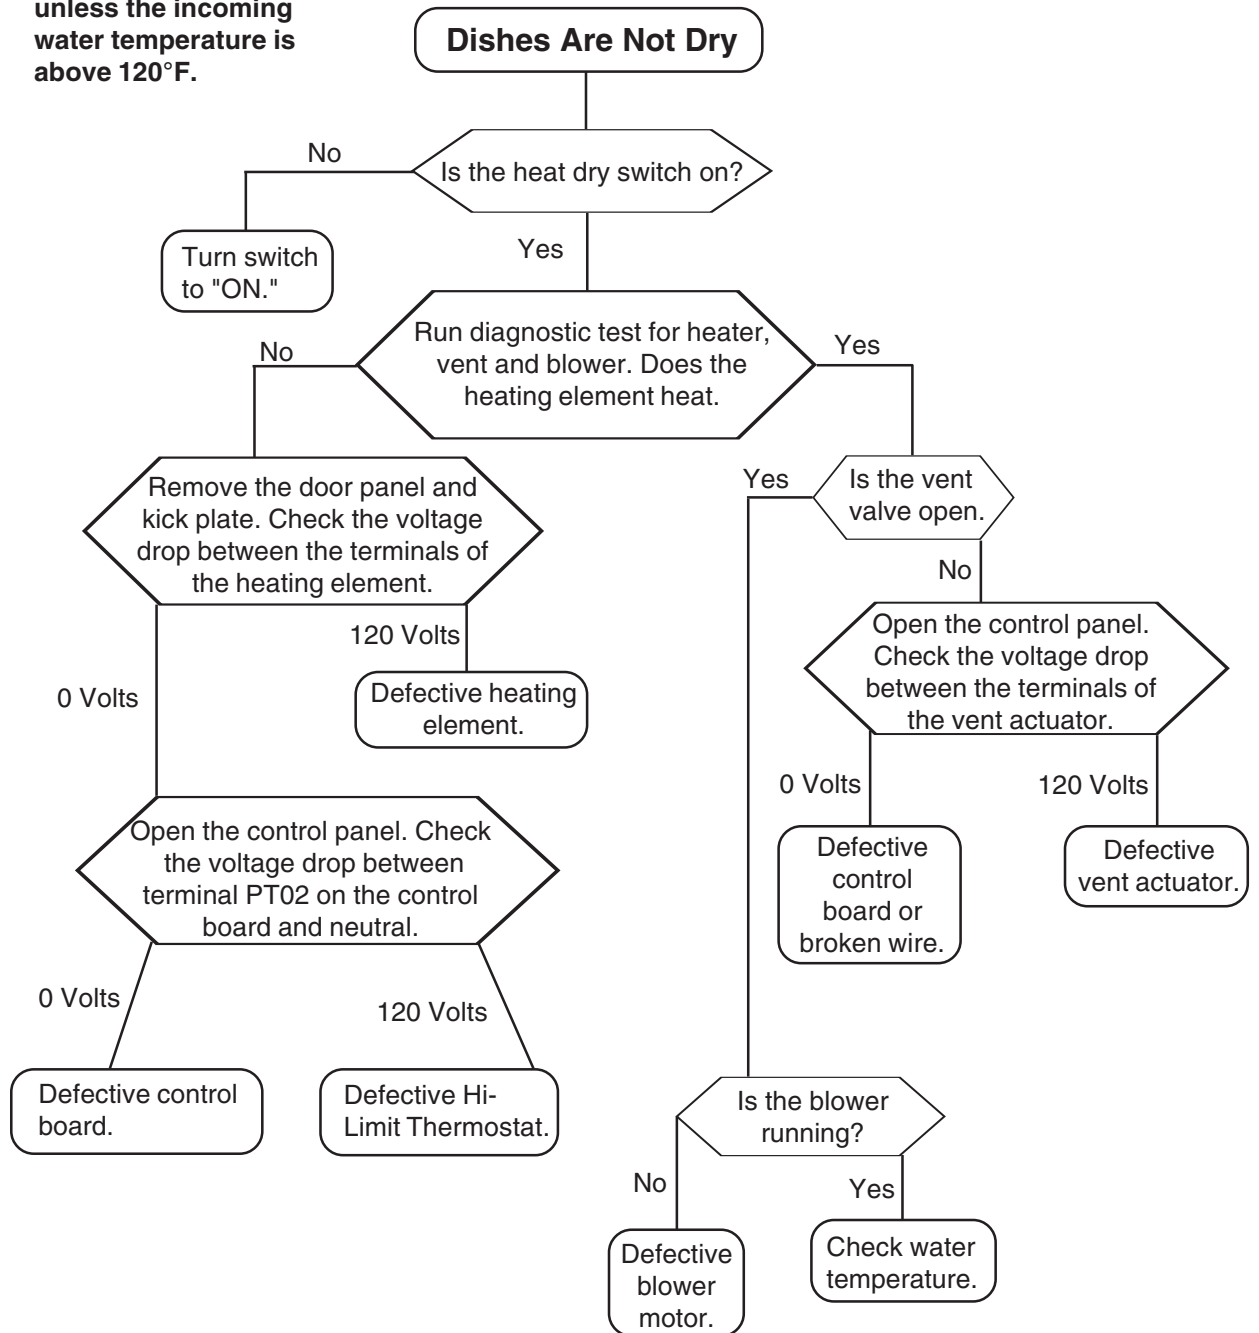 unless the incoming
water temperature is
above 120°F.
Dishes Are Not Dry
No
Is the heat dry switch on?
Turn switch
to "ON."
Yes
Run diagnostic test for heater,
vent and blower. Does the
heating element heat.
No
Yes
Remove the door panel and
kick plate. Check the voltage
drop between the terminals of
the heating element.
Yes
Is the vent
valve open.
No
120 Volts
Defective heating
element.
0 Volts
Open the control panel.
Check the voltage drop
between the terminals of
the vent actuator.
0 Volts
120 Volts
Defective
control
board or
broken wire.
Defective
vent actuator.
Open the control panel. Check
the voltage drop between
terminal PT02 on the control
board and neutral.
0 Volts
120 Volts
Defective control
board.
Defective Hi-
Limit Thermostat.
Is the blower
running?
No
Yes
Defective
blower
motor.
Check water
temperature.